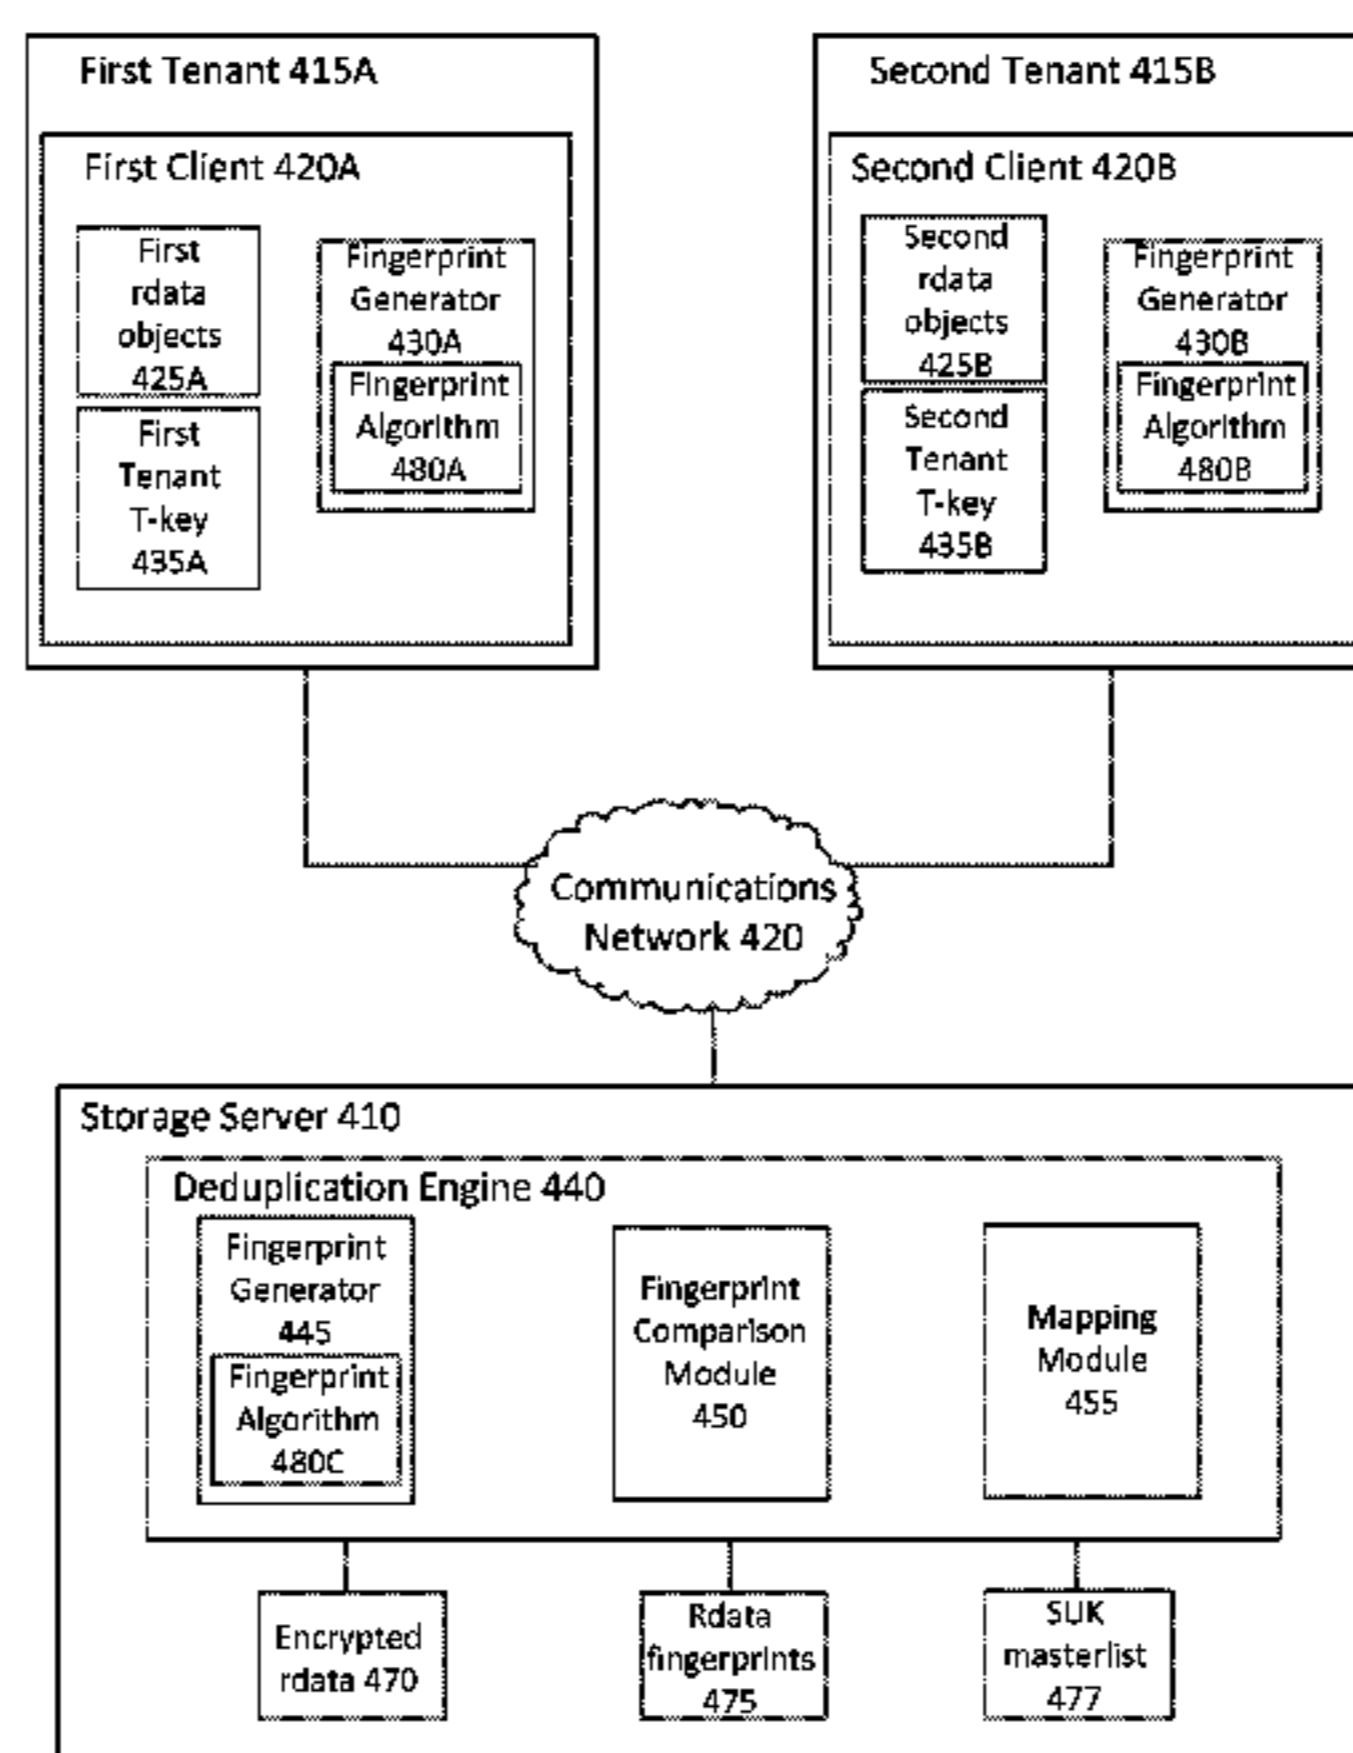 First Tenant 415A
First Client 420A
First
rdata
objects
425A
First
Tenant
T-key
435A
Fingerprint
Generator
430A
Fingerprint
Algorithm
480A
Second Tenant 415B
Second Client 420B
Second
rdata
objects
425B
Second
Tenant
T-key
435B
Fingerprint
Generator
430B
Fingerprint
Algorithm
480B
Communications
Network 420
Storage Server 410
Deduplication Engine 440
Fingerprint
Generator
445
Fingerprint
Algorithm
480C
Fingerprint
Comparison
Module
450
Mapping
Module
455
Encrypted
rdata 470
Rdata
fingerprints
475
SUK
masterlist
477